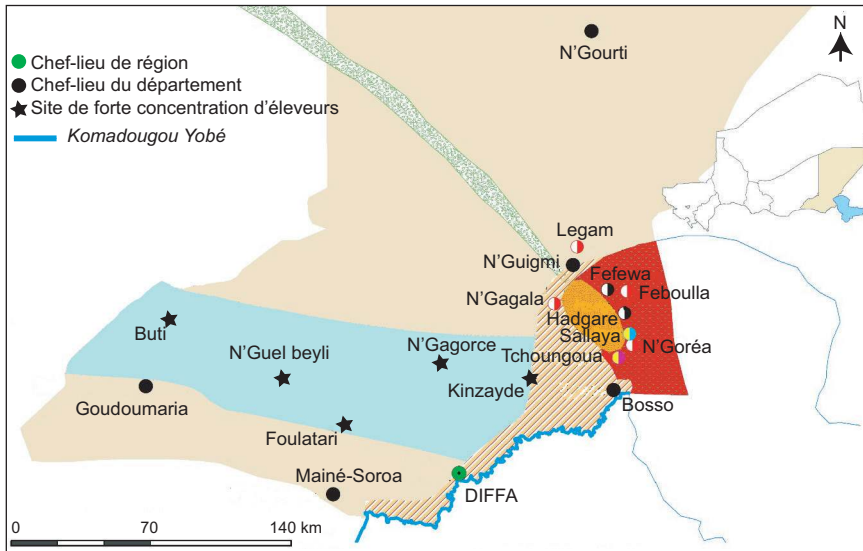 N
N'Gourti
Chef-lieu de région
Chef-lieu du département
Site de forte concentration d'éleveurs
Komadougou Yobé
Legam
N'Guigmi
Fefewa
N'Gagala
Feboulla
Hadgare
Sallaya
Buti
N'Guel beyli
N'Gagorce
Tchoungoua
N'Goréa
Kinzayde
Goudoumaria
Bosso
Foulatari
Mainé-Soroa
DIFFA
0 70 140 km